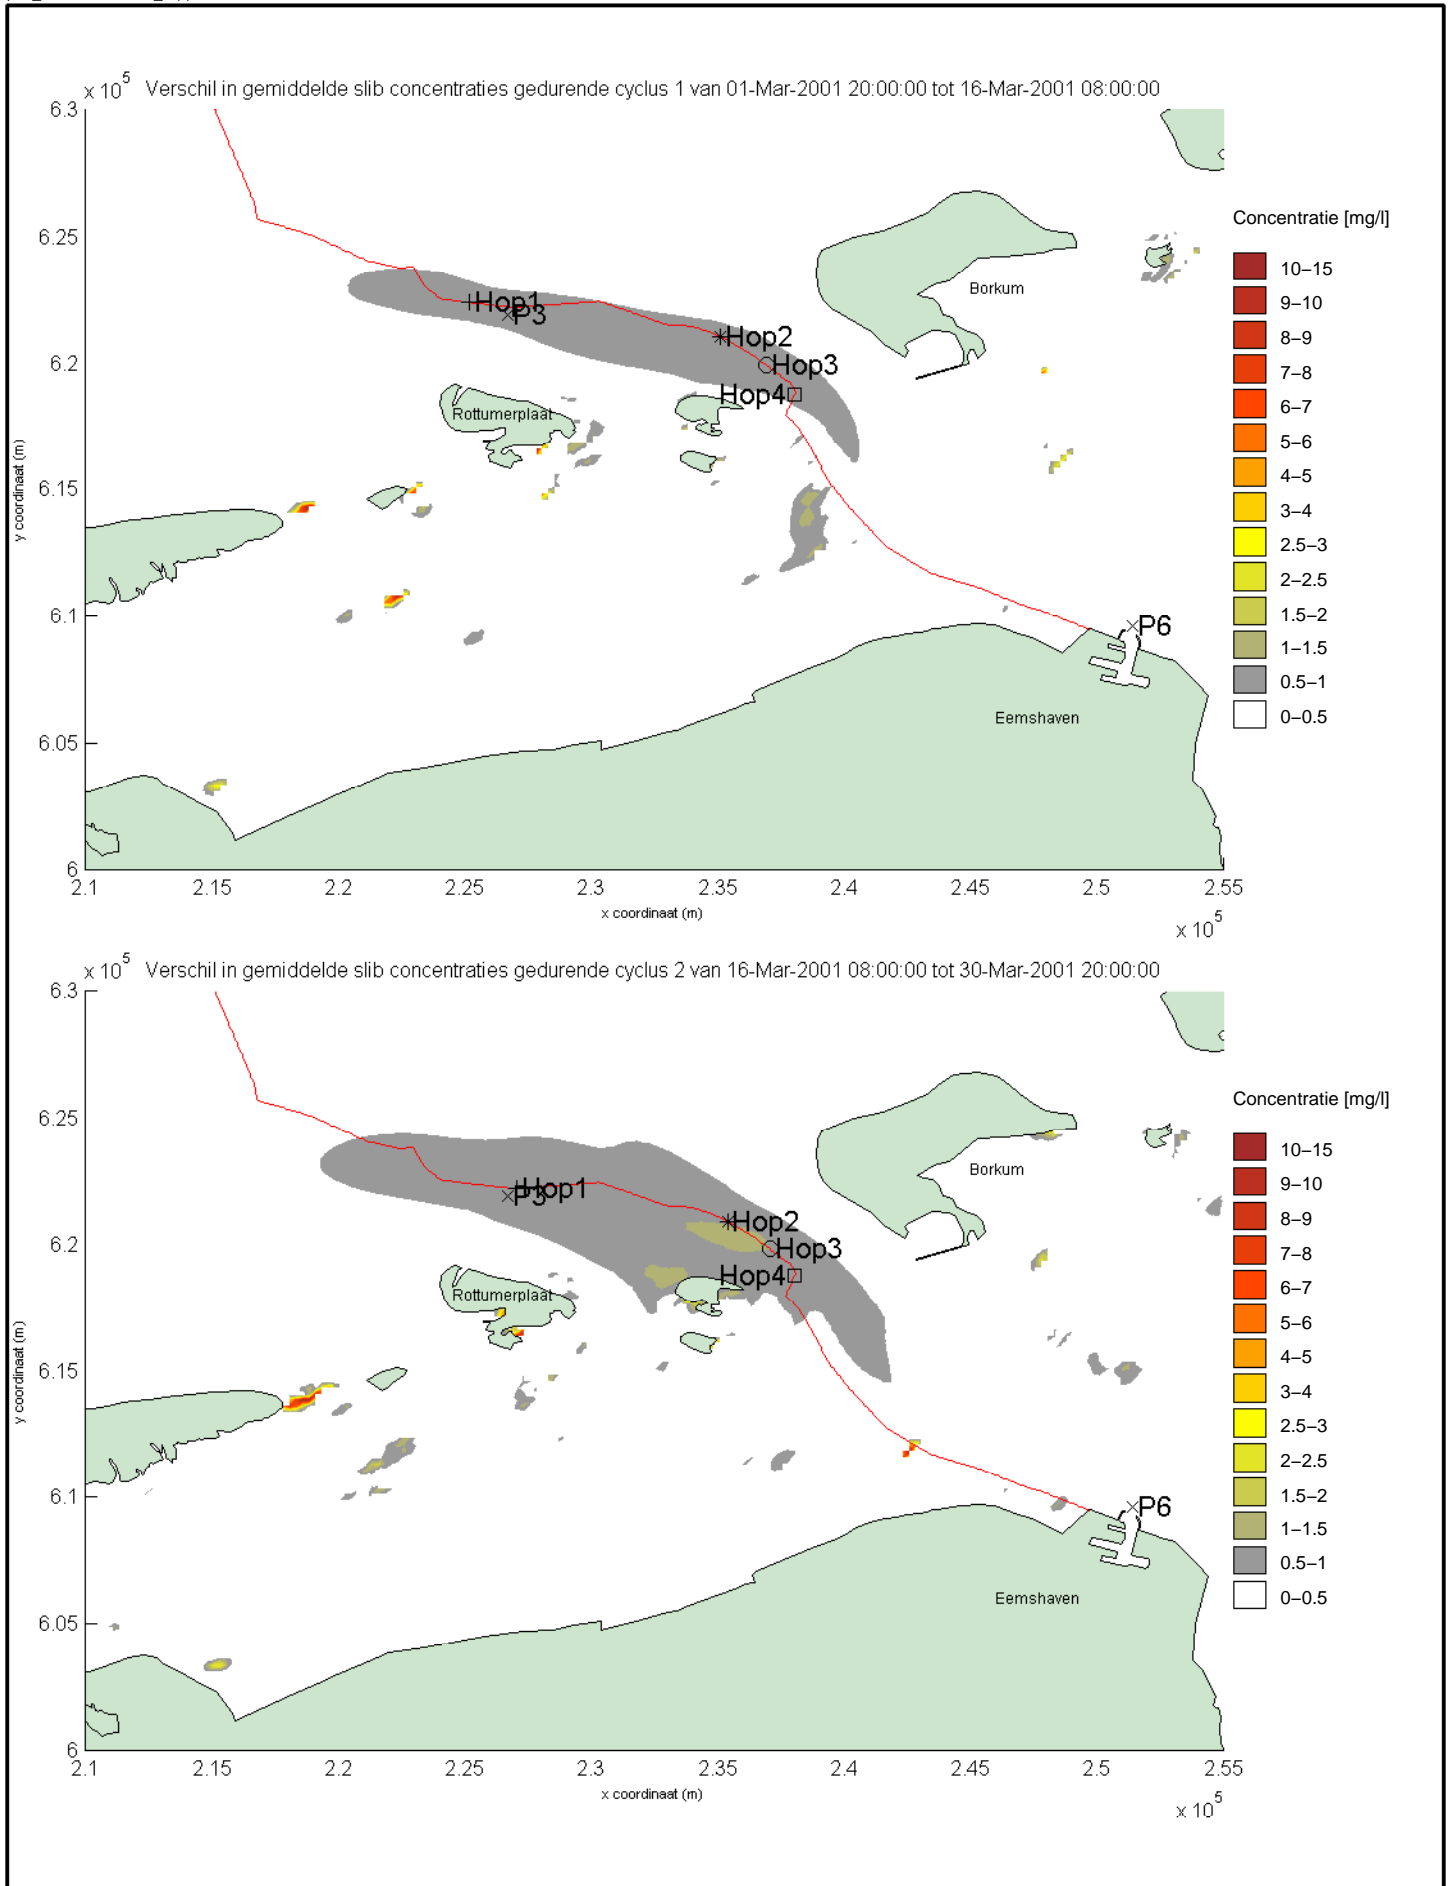 x 10^5 Verschil in gemiddelde slib concentraties gedurende cyclus 1 van 01-Mar-2001 20:00:00 tot 16-Mar-2001 08:00:00
6.3
6.25
6.2
6.15
6.1
6.05
6
y coordinaat (m)
Hop1
P3
Hop2
Hop3
Hop4
Borkum
Rottumerplaat
P6
Eemshaven
2.1 2.15 2.2 2.25 2.3 2.35 2.4 2.45 2.5 2.55
x coordinaat (m)
x 10^5
Concentratie [mg/l]
10–15
9–10
8–9
7–8
6–7
5–6
4–5
3–4
2.5–3
2–2.5
1.5–2
1–1.5
0.5–1
0–0.5
x 10^5 Verschil in gemiddelde slib concentraties gedurende cyclus 2 van 16-Mar-2001 08:00:00 tot 30-Mar-2001 20:00:00
6.3
6.25
6.2
6.15
6.1
6.05
6
y coordinaat (m)
Hop1
P3
Hop2
Hop3
Hop4
Borkum
Rottumerplaat
P6
Eemshaven
2.1 2.15 2.2 2.25 2.3 2.35 2.4 2.45 2.5 2.55
x coordinaat (m)
x 10^5
Concentratie [mg/l]
10–15
9–10
8–9
7–8
6–7
5–6
4–5
3–4
2.5–3
2–2.5
1.5–2
1–1.5
0.5–1
0–0.5